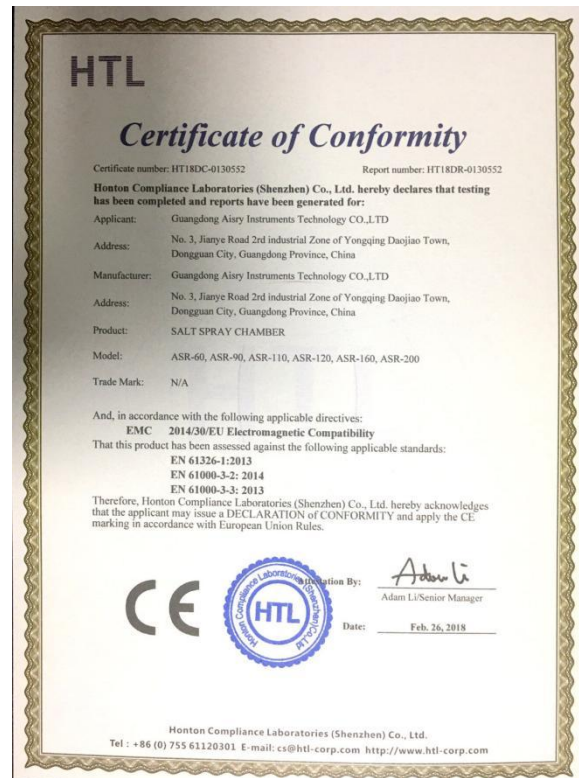 HTL
Certificate of Conformity
Certificate number: HT18DC-0130552 Report number: HT18DR-0130552
Honton Compliance Laboratories (Shenzhen) Co., Ltd. hereby declares that testing
has been completed and reports have been generated for:
Applicant: Guangdong Aisry Instruments Technology CO.,LTD
Address: No. 3, Jianye Road 2rd industrial Zone of Yongqing Daojiao Town,
Dongguan City, Guangdong Province, China
Manufacturer: Guangdong Aisry Instruments Technology CO.,LTD
Address: No. 3, Jianye Road 2rd industrial Zone of Yongqing Daojiao Town,
Dongguan City, Guangdong Province, China
Product: SALT SPRAY CHAMBER
Model: ASR-60, ASR-90, ASR-110, ASR-120, ASR-160, ASR-200
Trade Mark: N/A
And, in accordance with the following applicable directives:
EMC 2014/30/EU Electromagnetic Compatibility
That this product has been assessed against the following applicable standards:
EN 61326-1:2013
EN 61000-3-2: 2014
EN 61000-3-3: 2013
Therefore, Honton Compliance Laboratories (Shenzhen) Co., Ltd. hereby acknowledges
that the applicant may issue a DECLARATION of CONFORMITY and apply the CE
marking in accordance with European Union Rules.
CE
Honton Compliance Laboratories (Shenzhen) Co., Ltd
HTL
Attestation By: Adam Li
Adam Li/Senior Manager
Date: Feb. 26, 2018
Honton Compliance Laboratories (Shenzhen) Co., Ltd.
Tel : +86 (0) 755 61120301 E-mail: cs@htl-corp.com http://www.htl-corp.com